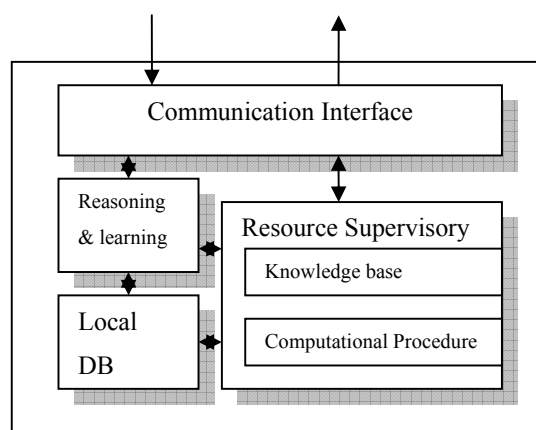 Communication Interface
Reasoning
& learning
Resource Supervisory
Knowledge base
Local
DB
Computational Procedure